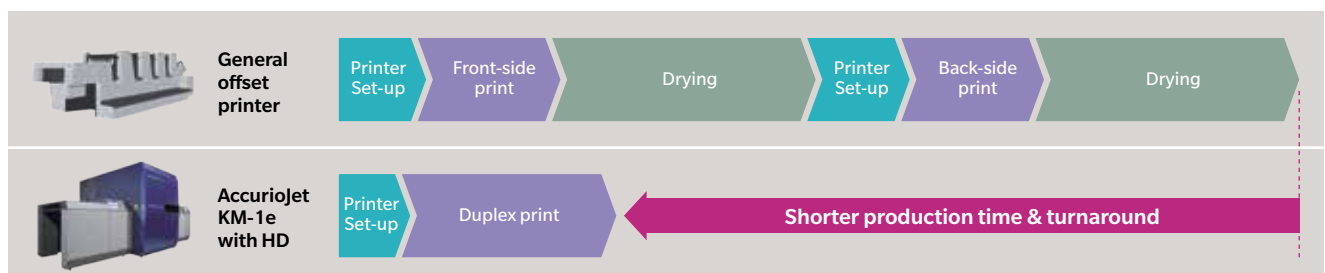 General
offset
printer
Printer
Set-up
Front-side
print
Drying
Printer
Set-up
Back-side
print
Drying
AccurioJet
KM-1e
with HD
Printer
Set-up
Duplex print
Shorter production time & turnaround